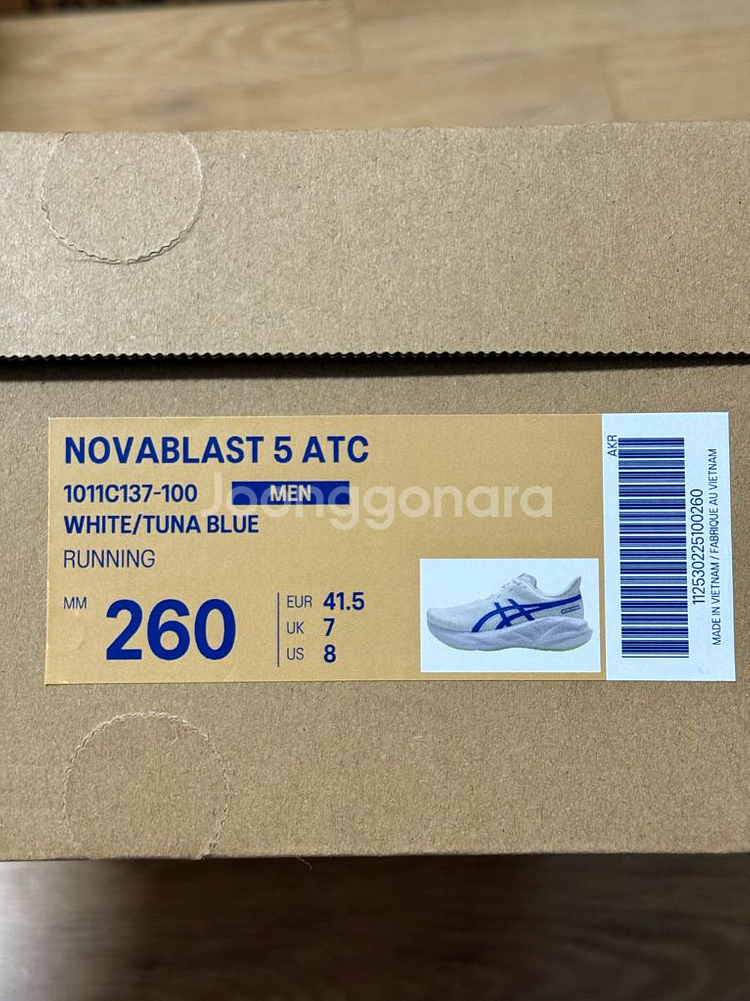 NOVABLAST 5 ATC
1011C137-100 MEN
WHITE/TUNA BLUE
RUNNING
MM 260
EUR 41.5
UK 7
US 8
AKR
112530225100260
MADE IN VIETNAM / FABRIQUE AU VIETNAM
Joonggonara